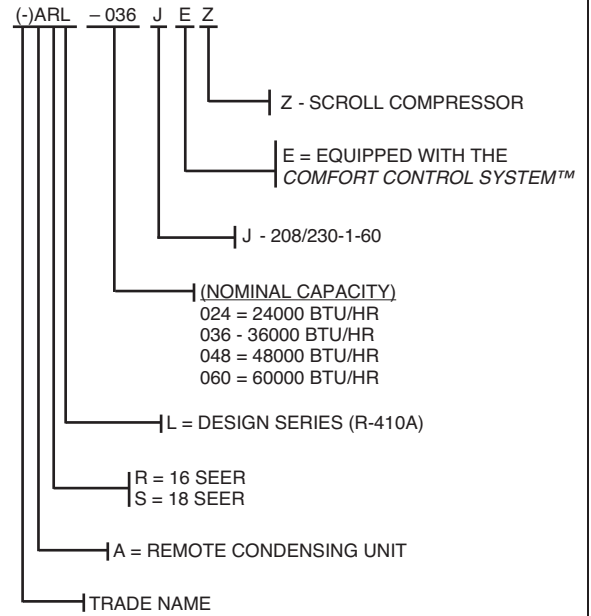 (-)ARL – 036 J E Z
Z - SCROLL COMPRESSOR
E = EQUIPPED WITH THE
COMFORT CONTROL SYSTEM™
J - 208/230-1-60
(NOMINAL CAPACITY)
024 = 24000 BTU/HR
036 - 36000 BTU/HR
048 = 48000 BTU/HR
060 = 60000 BTU/HR
L = DESIGN SERIES (R-410A)
R = 16 SEER
S = 18 SEER
A = REMOTE CONDENSING UNIT
TRADE NAME